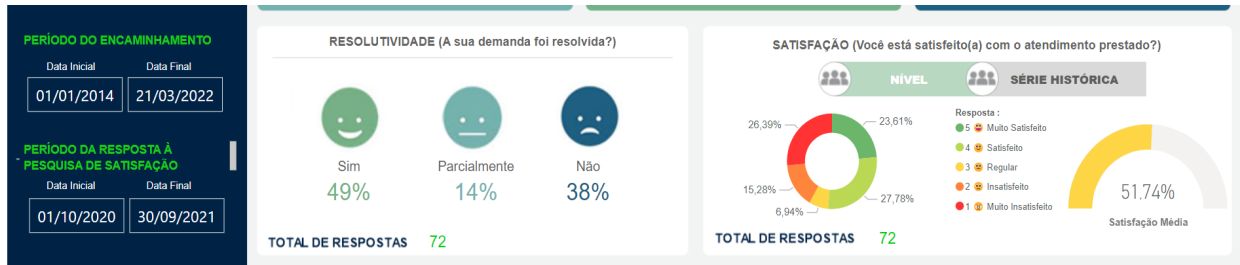 PERÍODO DO ENCAMINHAMENTO
Data Inicial Data Final
01/01/2014 21/03/2022
PERÍODO DA RESPOSTA À
PESQUISA DE SATISFAÇÃO
Data Inicial Data Final
01/10/2020 30/09/2021
RESOLUTIVIDADE (A sua demanda foi resolvida?)
Sim Parcialmente Não
49% 14% 38%
TOTAL DE RESPOSTAS 72
SATISFAÇÃO (Você está satisfeito(a) com o atendimento prestado?)
NÍVEL SÉRIE HISTÓRICA
26,39% 23,61%
15,28% 27,78%
6,94%
Resposta :
5 Muito Satisfeito
4 Satisfeito
3 Regular
2 Insatisfeito
1 Muito Insatisfeito
51,74%
Satisfação Média
TOTAL DE RESPOSTAS 72